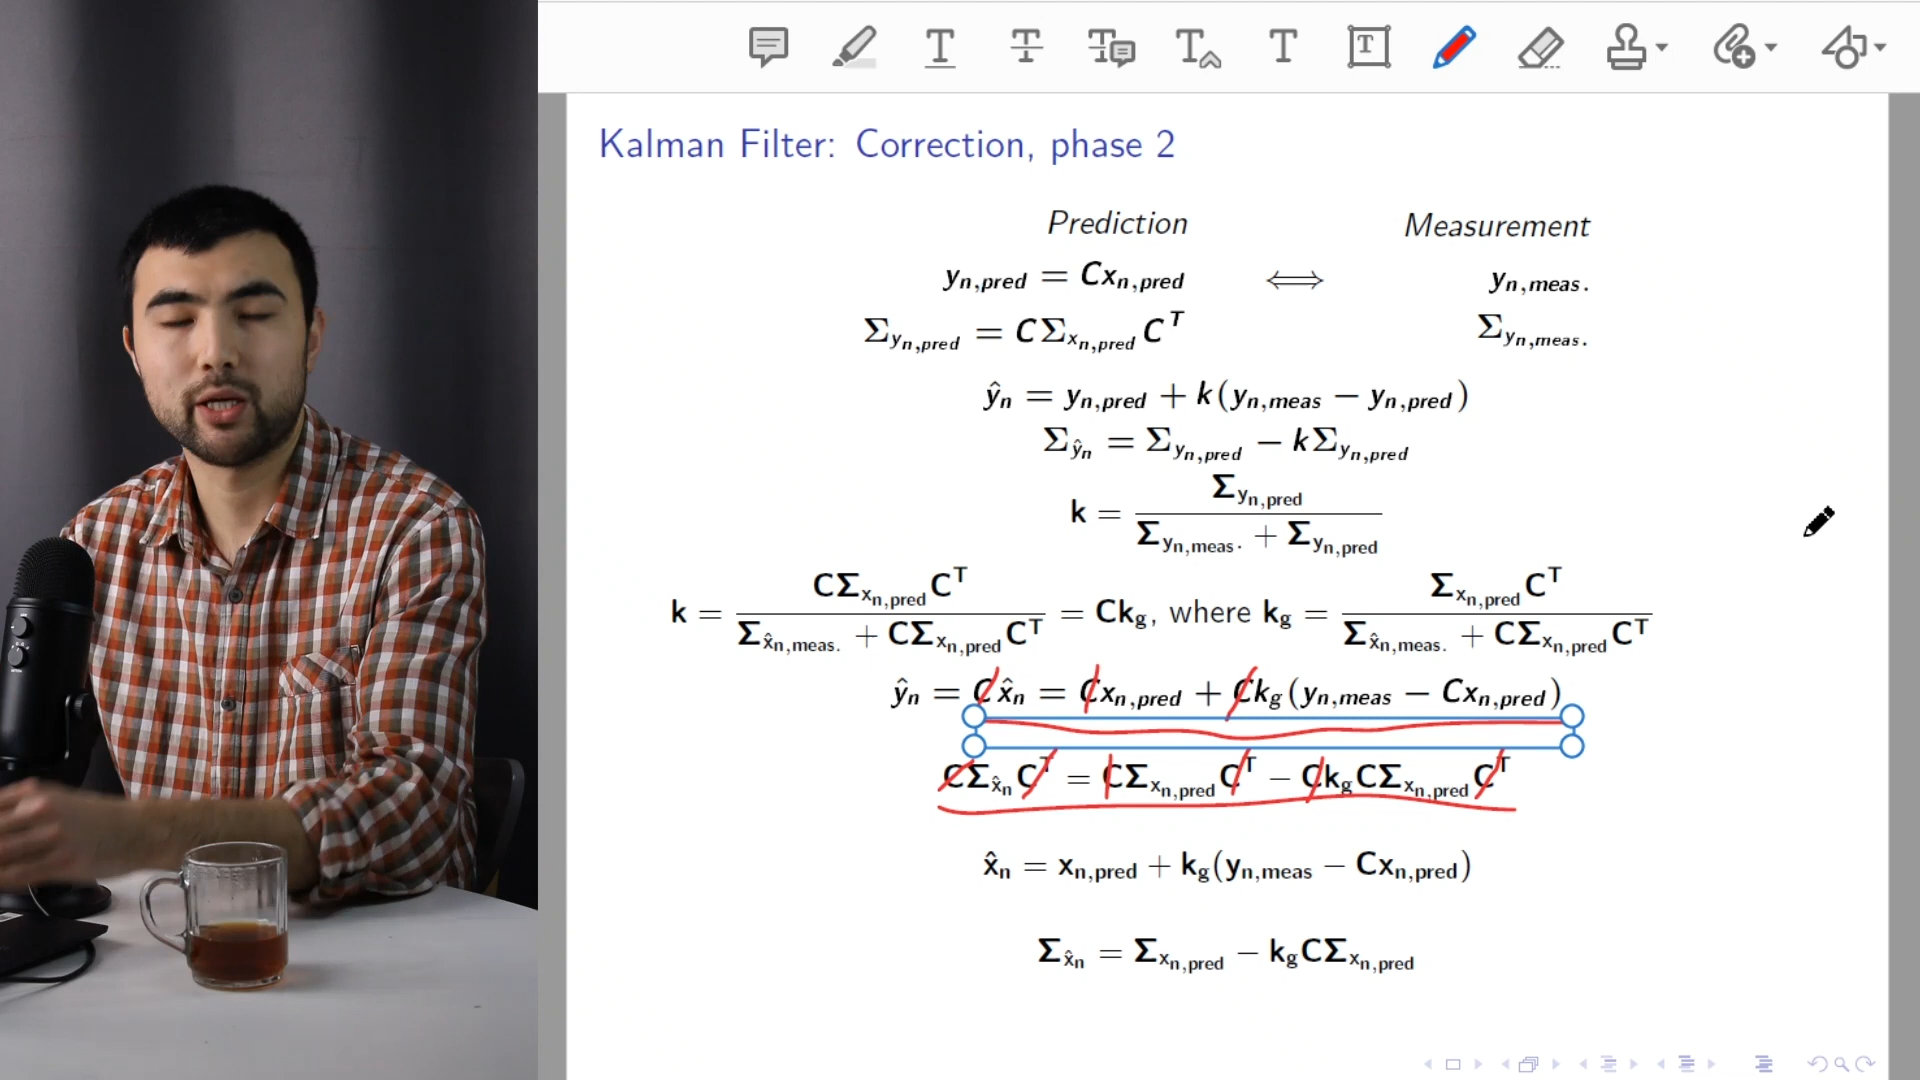 Kalman Filter: Correction, phase 2
Prediction Measurement
y_{n,pred} = Cx_{n,pred} ⟺ y_{n,meas.}
Σ_{y_{n,pred}} = CΣ_{x_{n,pred}}C^T Σ_{y_{n,meas.}}
ŷ_n = y_{n,pred} + k(y_{n,meas} − y_{n,pred})
Σ_{ŷ_n} = Σ_{y_{n,pred}} − kΣ_{y_{n,pred}}
k = Σ_{y_{n,pred}} / (Σ_{y_{n,meas.}} + Σ_{y_{n,pred}})
k = CΣ_{x_{n,pred}}C^T / (Σ_{x̂_{n,meas.}} + CΣ_{x_{n,pred}}C^T) = Ck_g, where k_g = Σ_{x_{n,pred}}C^T / (Σ_{x̂_{n,meas.}} + CΣ_{x_{n,pred}}C^T)
ŷ_n = Cx̂_n = Cx_{n,pred} + Ck_g(y_{n,meas} − Cx_{n,pred})
CΣ_{x̂_n}C^T = CΣ_{x_{n,pred}}C^T − Ck_gCΣ_{x_{n,pred}}C^T
x̂_n = x_{n,pred} + k_g(y_{n,meas} − Cx_{n,pred})
Σ_{x̂_n} = Σ_{x_{n,pred}} − k_gCΣ_{x_{n,pred}}